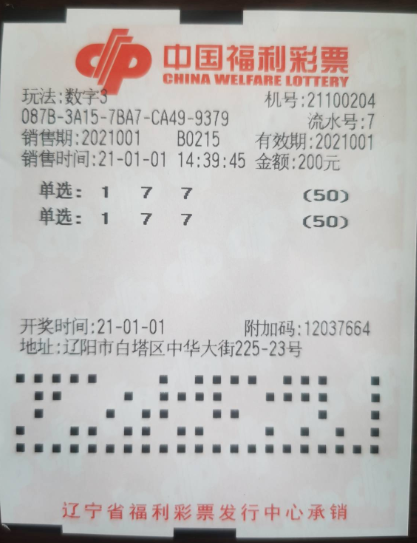 中国福利彩票
CHINA WELFARE LOTTERY
玩法:数字3 机号:21100204
087B-3A15-7BA7-CA49-9379 流水号:7
销售期:2021001 B0215 有效期:2021001
销售时间:21-01-01 14:39:45 金额:200元
单选: 1 7 7 (50)
单选: 1 7 7 (50)
开奖时间:21-01-01 附加码:12037664
地址:辽阳市白塔区中华大街225-23号
辽宁省福利彩票发行中心承销